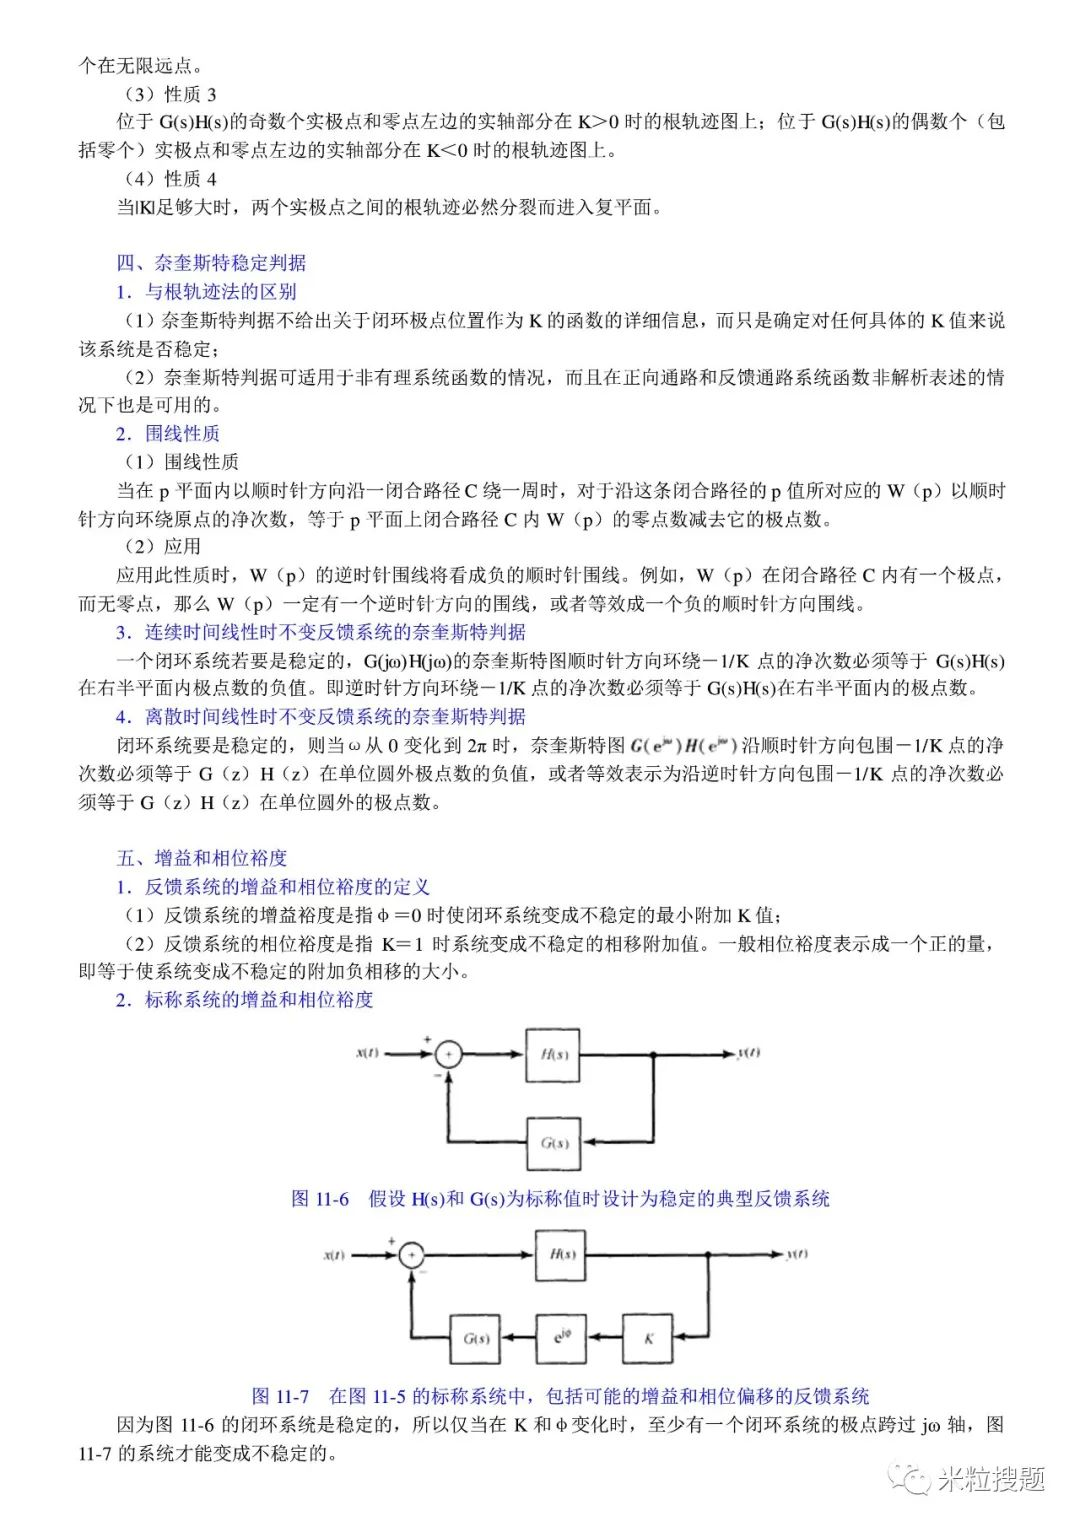 个在无限远点。
（3）性质 3
位于 G(s)H(s)的奇数个实极点和零点左边的实轴部分在 K＞0 时的根轨迹图上；位于 G(s)H(s)的偶数个（包
括零个）实极点和零点左边的实轴部分在 K＜0 时的根轨迹图上。
（4）性质 4
当|K|足够大时，两个实极点之间的根轨迹必然分裂而进入复平面。
四、奈奎斯特稳定判据
1．与根轨迹法的区别
（1）奈奎斯特判据不给出关于闭环极点位置作为 K 的函数的详细信息，而只是确定对任何具体的 K 值来说
该系统是否稳定；
（2）奈奎斯特判据可适用于非有理系统函数的情况，而且在正向通路和反馈通路系统函数非解析表述的情
况下也是可用的。
2．围线性质
（1）围线性质
当在 p 平面内以顺时针方向沿一闭合路径 C 绕一周时，对于沿这条闭合路径的 p 值所对应的 W（p）以顺时
针方向环绕原点的净次数，等于 p 平面上闭合路径 C 内 W（p）的零点数减去它的极点数。
（2）应用
应用此性质时，W（p）的逆时针围线将看成负的顺时针围线。例如，W（p）在闭合路径 C 内有一个极点，
而无零点，那么 W（p）一定有一个逆时针方向的围线，或者等效成一个负的顺时针方向围线。
3．连续时间线性时不变反馈系统的奈奎斯特判据
一个闭环系统若要是稳定的，G(jω)H(jω)的奈奎斯特图顺时针方向环绕－1/K 点的净次数必须等于 G(s)H(s)
在右半平面内极点数的负值。即逆时针方向环绕－1/K 点的净次数必须等于 G(s)H(s)在右半平面内的极点数。
4．离散时间线性时不变反馈系统的奈奎斯特判据
闭环系统要是稳定的，则当ω从 0 变化到 2π 时，奈奎斯特图 G(e^{jω})H(e^{jω})沿顺时针方向包围－1/K 点的净
次数必须等于 G（z）H（z）在单位圆外极点数的负值，或者等效表示为沿逆时针方向包围－1/K 点的净次数必
须等于 G（z）H（z）在单位圆外的极点数。
五、增益和相位裕度
1．反馈系统的增益和相位裕度的定义
（1）反馈系统的增益裕度是指φ＝0 时使闭环系统变成不稳定的最小附加 K 值；
（2）反馈系统的相位裕度是指 K＝1 时系统变成不稳定的相移附加值。一般相位裕度表示成一个正的量，
即等于使系统变成不稳定的附加负相移的大小。
2．标称系统的增益和相位裕度
x(t) + + − H(s) y(t)
G(s)
图 11-6 假设 H(s)和 G(s)为标称值时设计为稳定的典型反馈系统
x(t) + + − H(s) y(t)
G(s) e^{jφ} K
图 11-7 在图 11-5 的标称系统中，包括可能的增益和相位偏移的反馈系统
因为图 11-6 的闭环系统是稳定的，所以仅当在 K 和φ变化时，至少有一个闭环系统的极点跨过 jω 轴，图
11-7 的系统才能变成不稳定的。
米粒搜题